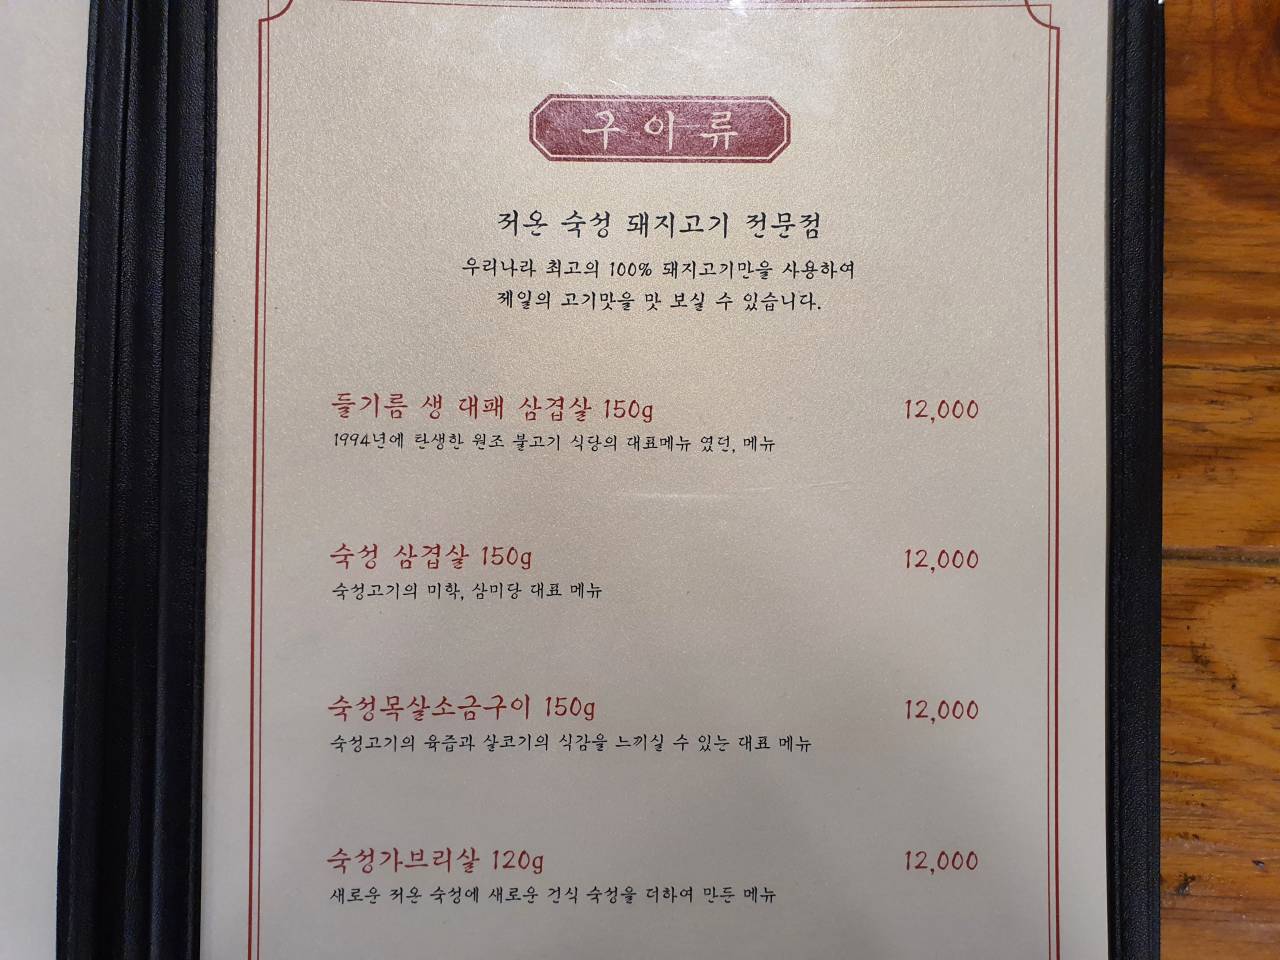 구이류
저온 숙성 돼지고기 전문점
우리나라 최고의 100% 돼지고기만을 사용하여
제일의 고기맛을 맛 보실 수 있습니다.
들기름 생 대패 삼겹살 150g 12,000
1994년에 탄생한 원조 불고기 식당의 대표메뉴 였던, 메뉴
숙성 삼겹살 150g 12,000
숙성고기의 미학, 삼미당 대표 메뉴
숙성목살소금구이 150g 12,000
숙성고기의 육즙과 살코기의 식감을 느끼실 수 있는 대표 메뉴
숙성가브리살 120g 12,000
새로운 저온 숙성에 새로운 건식 숙성을 더하여 만든 메뉴